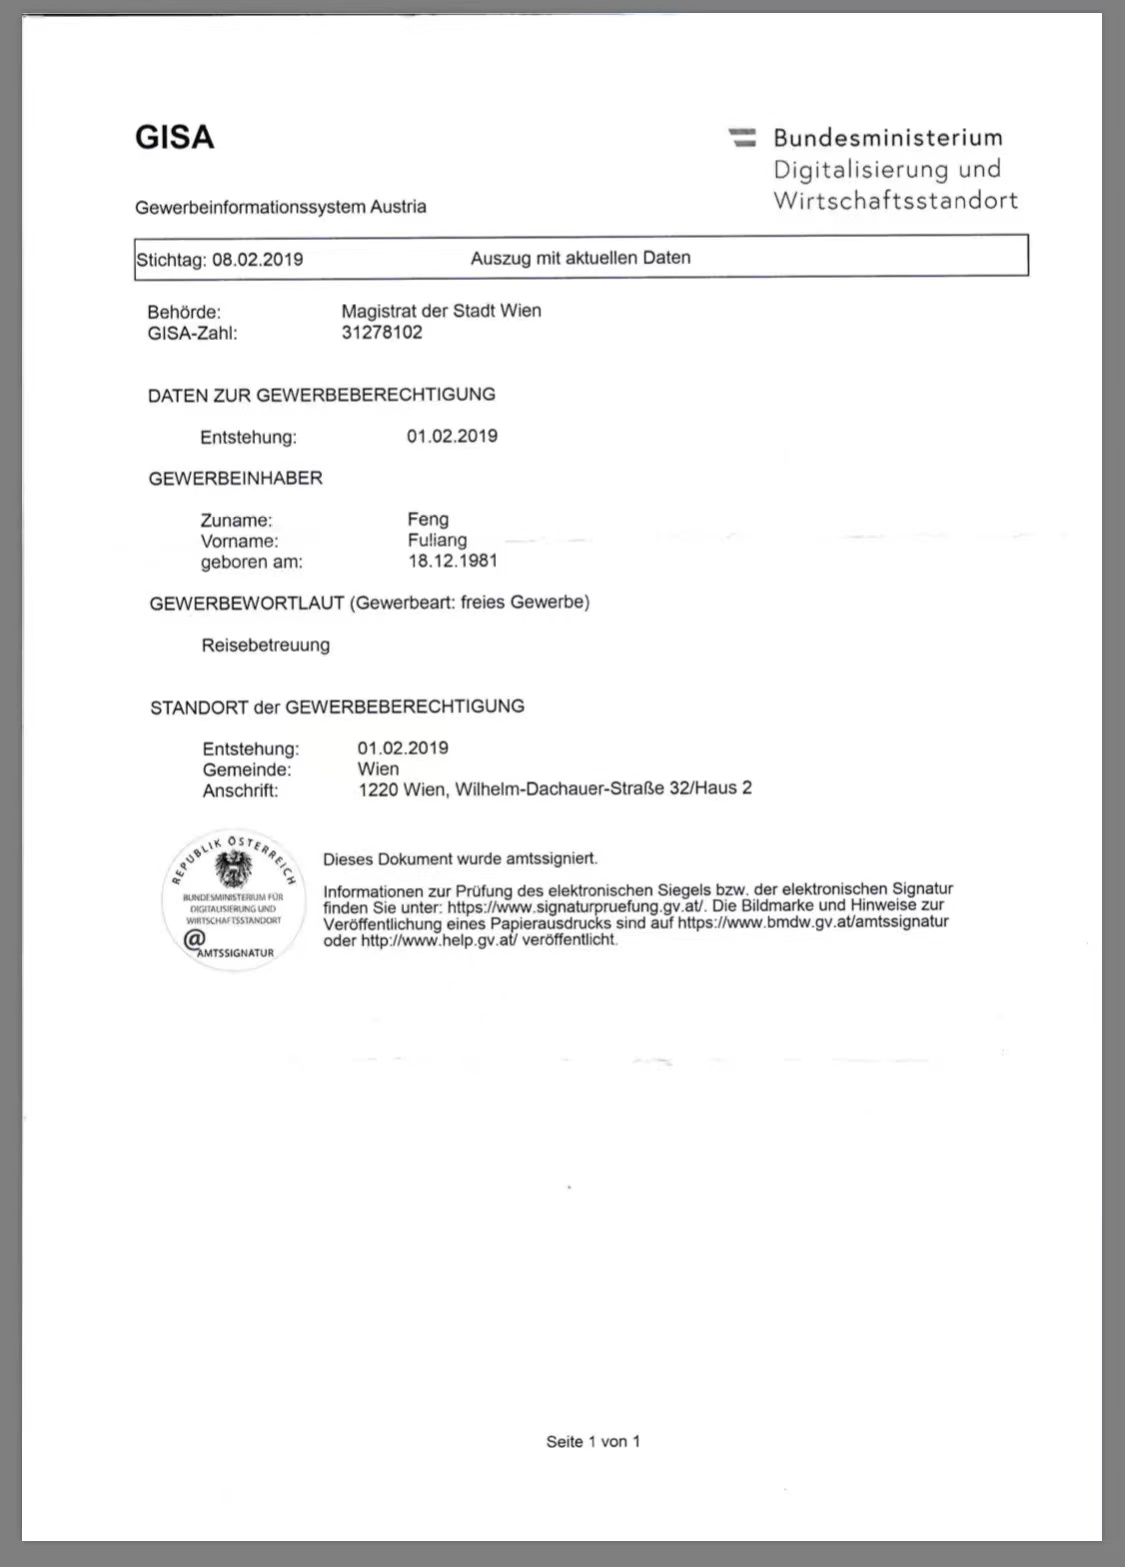 GISA
Bundesministerium
Digitalisierung und
Wirtschaftsstandort
Gewerbeinformationssystem Austria
Stichtag: 08.02.2019 Auszug mit aktuellen Daten
Behörde: Magistrat der Stadt Wien
GISA-Zahl: 31278102
DATEN ZUR GEWERBEBERECHTIGUNG
Entstehung: 01.02.2019
GEWERBEINHABER
Zuname: Feng
Vorname: Fuliang
geboren am: 18.12.1981
GEWERBEWORTLAUT (Gewerbeart: freies Gewerbe)
Reisebetreuung
STANDORT der GEWERBEBERECHTIGUNG
Entstehung: 01.02.2019
Gemeinde: Wien
Anschrift: 1220 Wien, Wilhelm-Dachauer-Straße 32/Haus 2
REPUBLIK ÖSTERREICH
BUNDESMINISTERIUM FÜR
DIGITALISIERUNG UND
WIRTSCHAFTSSTANDORT
@
AMTSSIGNATUR
Dieses Dokument wurde amtssigniert.
Informationen zur Prüfung des elektronischen Siegels bzw. der elektronischen Signatur
finden Sie unter: https://www.signaturpruefung.gv.at/. Die Bildmarke und Hinweise zur
Veröffentlichung eines Papierausdrucks sind auf https://www.bmdw.gv.at/amtssignatur
oder http://www.help.gv.at/ veröffentlicht.
Seite 1 von 1